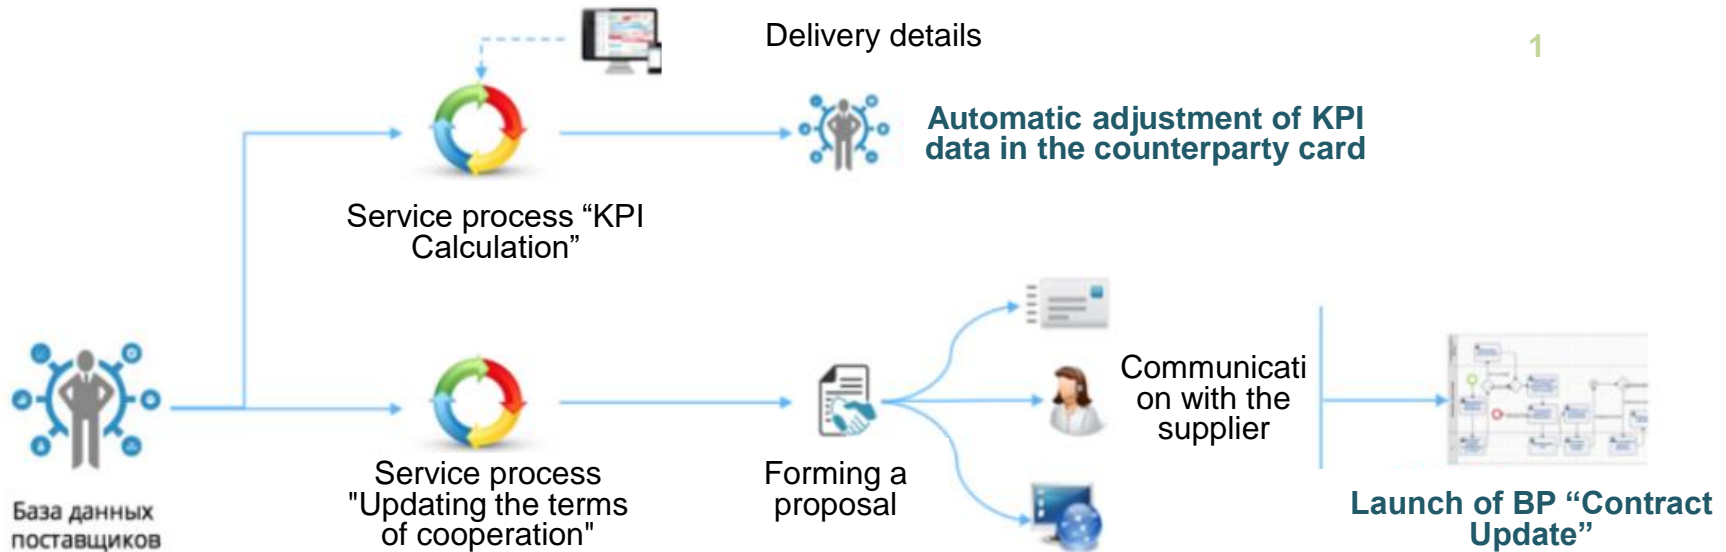 Delivery details
1
Automatic adjustment of KPI
data in the counterparty card
Service process “KPI
Calculation”
Communicati
on with the
supplier
Service process
"Updating the terms
of cooperation"
Forming a
proposal
База данных
поставщиков
Launch of BP “Contract
Update”